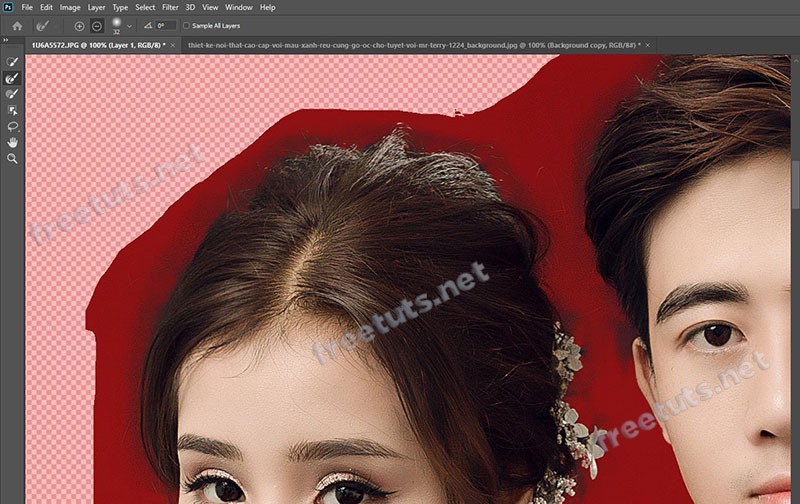 Ps File Edit Image Layer Type Select Filter 3D View Window Help
32 0° Sample All Layers
1U6A5572.JPG @ 100% (Layer 1, RGB/8) * × thiet-ke-noi-that-cao-cap-voi-mau-xanh-reu-cung-go-oc-cho-tuyet-voi-mr-terry-1224_background.jpg @ 100% (Background copy, RGB/8#) * ×
freetuts.net
freetuts.net
freetuts.net